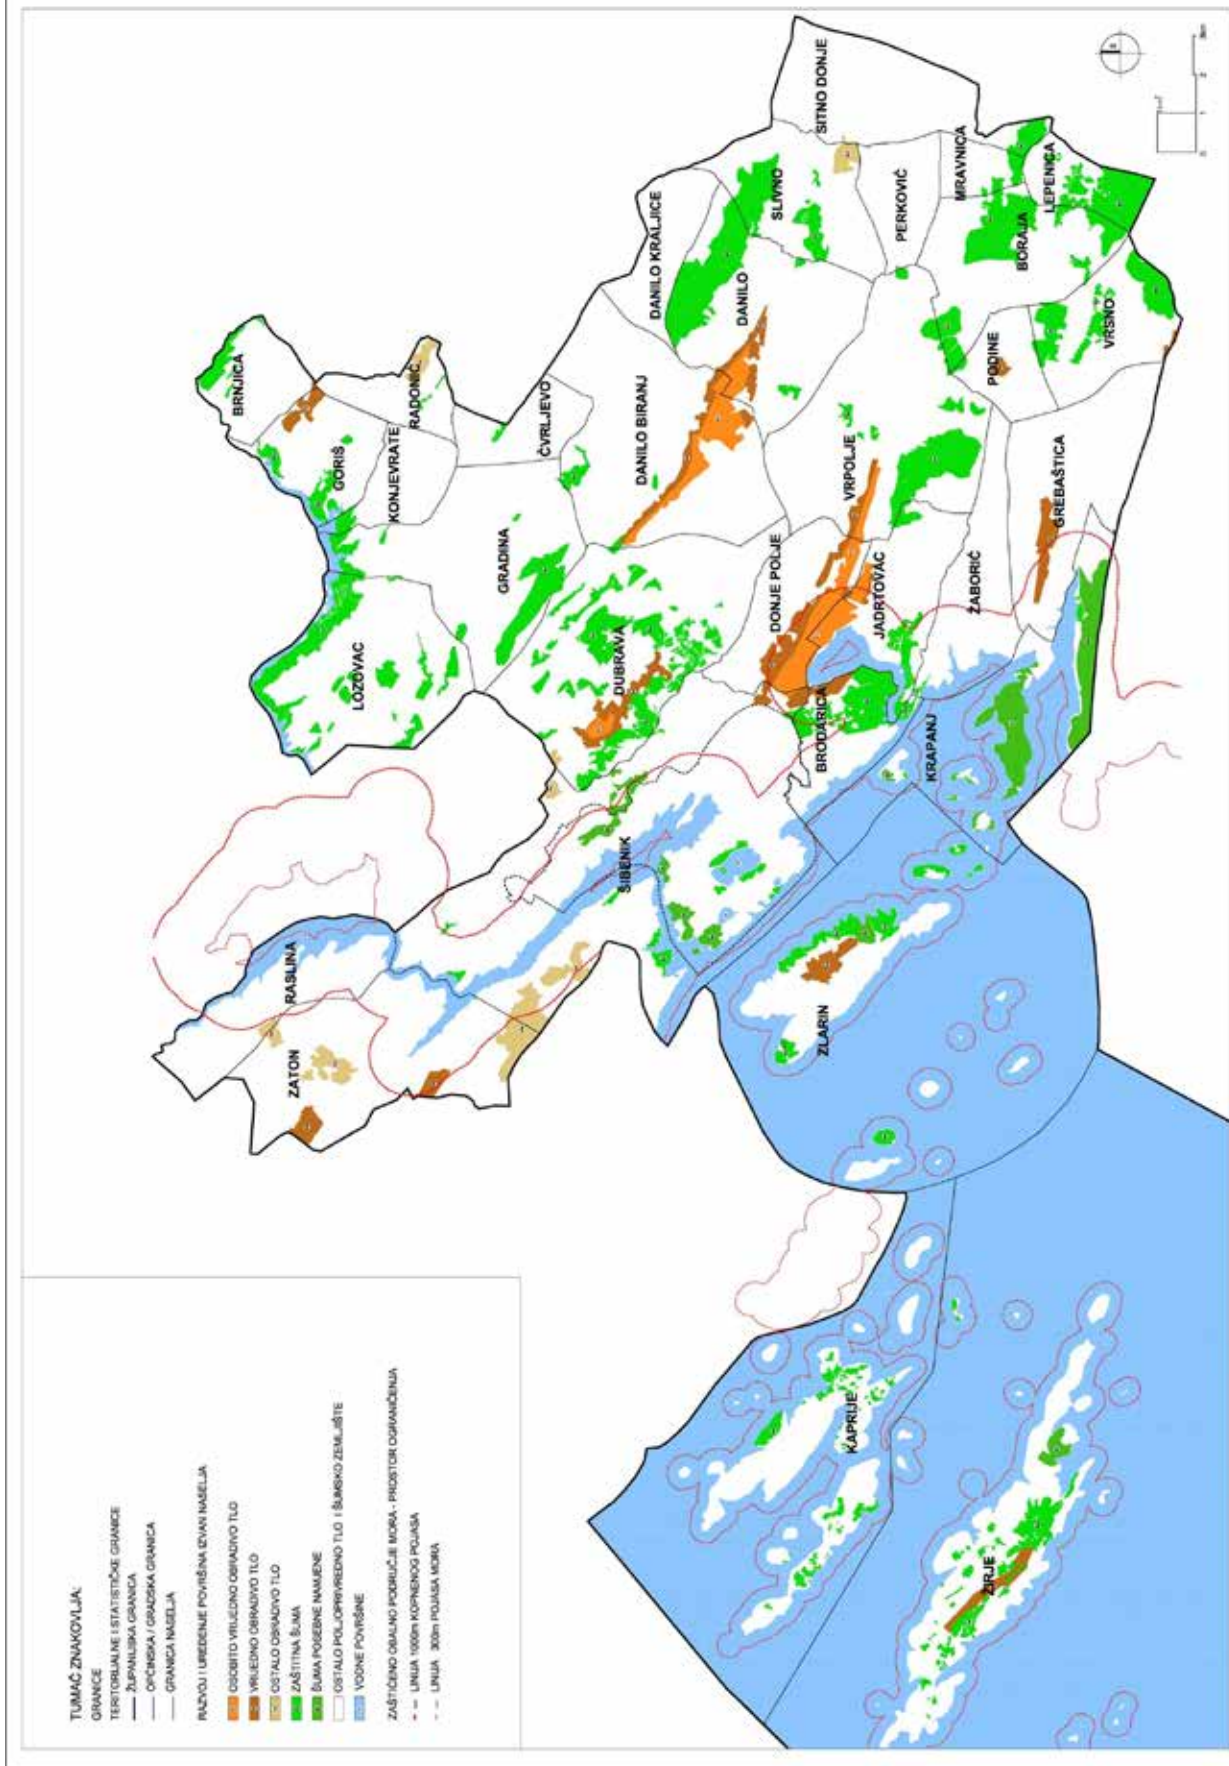 TUMAČ ZNAKOVLJA:
GRANICE
TERITORIJALNE I STATISTIČKE GRANICE
ŽUPANIJSKA GRANICA
OPĆINSKA / GRADSKA GRANICA
GRANICA NASELJA
RAZVOJ I UREĐENJE POVRŠINA IZVAN NASELJA
OSOBITO VRIJEDNO OBRADIVO TLO
VRIJEDNO OBRADIVO TLO
OSTALO OBRADIVO TLO
ZAŠTITNA ŠUMA
ŠUMA POSEBNE NAMJENE
OSTALO POLJOPRIVREDNO TLO I ŠUMSKO ZEMLJIŠTE
VODNE POVRŠINE
ZAŠTIĆENO OBALNO PODRUČJE MORA - PROSTOR OGRANIČENJA
LINIJA 1000m KOPNENOG POJASA
LINIJA 300m POJASA MORA
ZATON
RASLINA
LOZOVAC
GORIŠ
BRNJICA
KONJEVRATE
RADONIĆ
GRADINA
ČVRLJEVO
DUBRAVA
ŠIBENIK
DANILO BIRANJ
DANILO KRALJICE
DANILO
SLIVNO
SITNO DONJE
DONJE POLJE
VRPOLJE
PERKOVIĆ
BRODARICA
JADRTOVAC
KRAPANJ
ŽABORIĆ
PODINE
MRAVNICA
BORAJA
LEPENICA
GREBAŠTICA
VRSNO
ZLARIN
KAPRIJE
ŽIRJE
0
1
2
3km